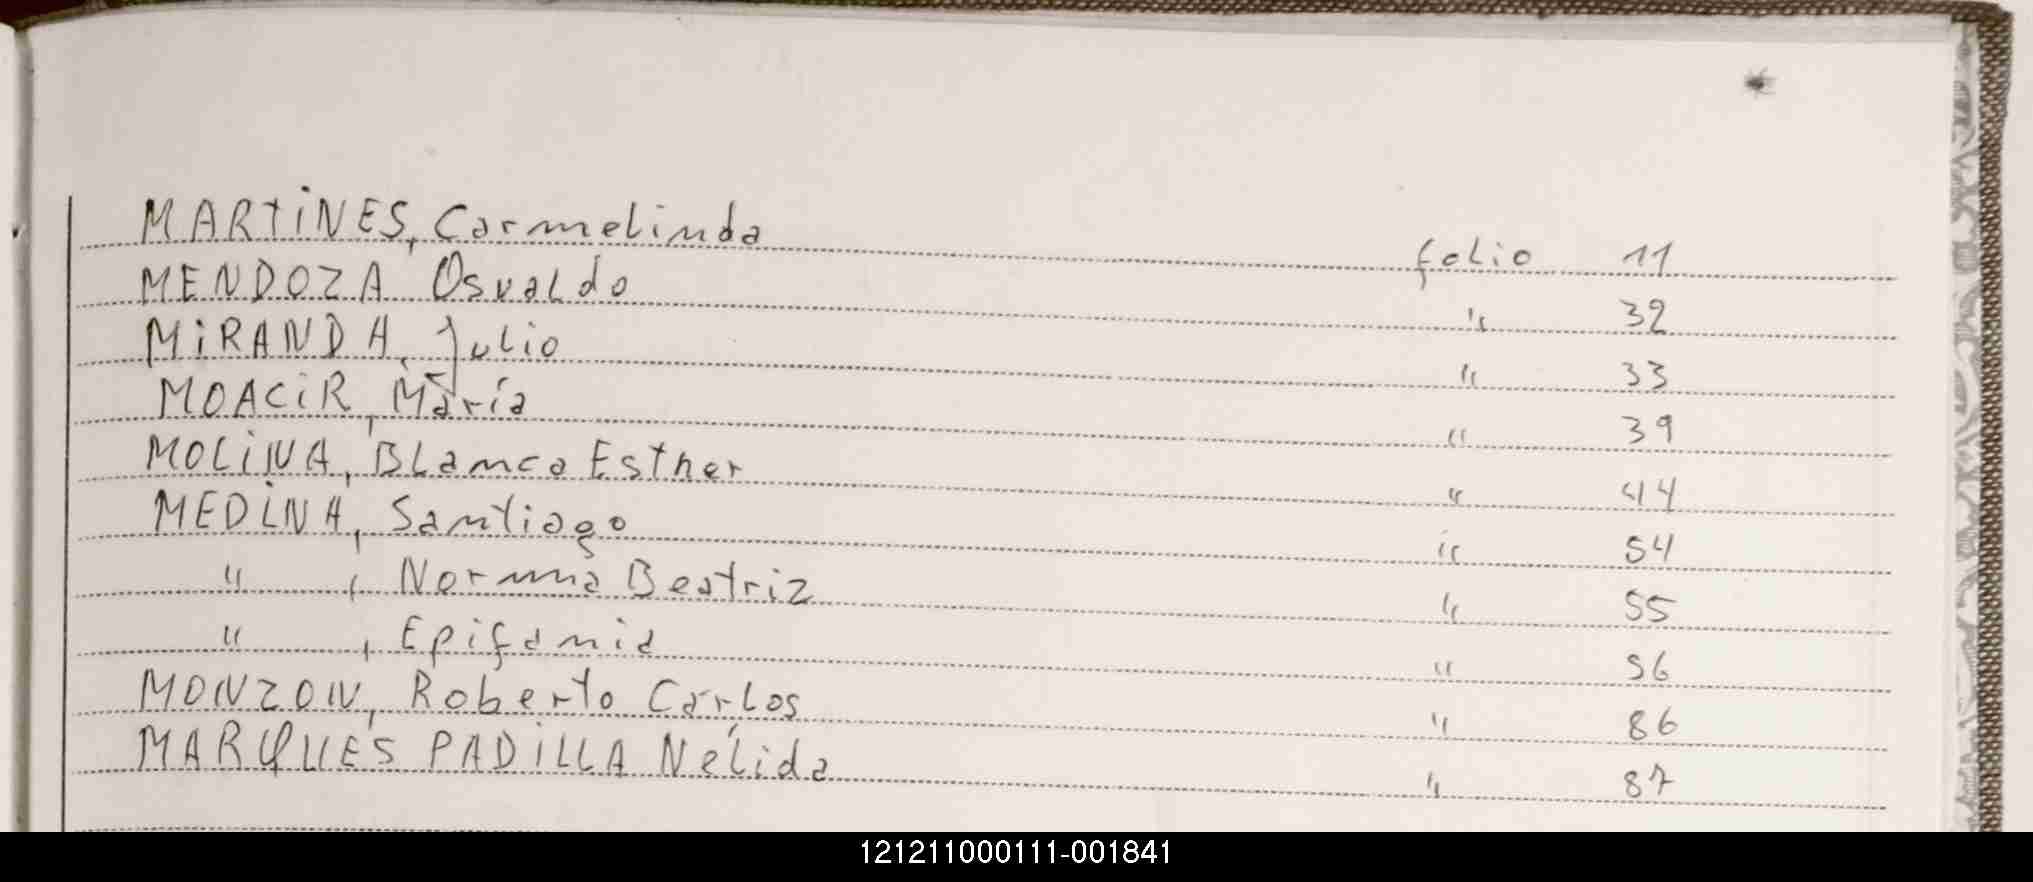 MARTINES, Carmelinda folio 11
MENDOZA Osvaldo " 32
MIRANDA, Julio " 33
MOACIR, María " 39
MOLINA, Blanca Esther " 44
MEDINA, Santiago " 54
" , Norma Beatriz " 55
" , Epifania " 56
MONZON, Roberto Carlos " 86
MARQUES PADILLA Nélida " 87
121211000111-001841